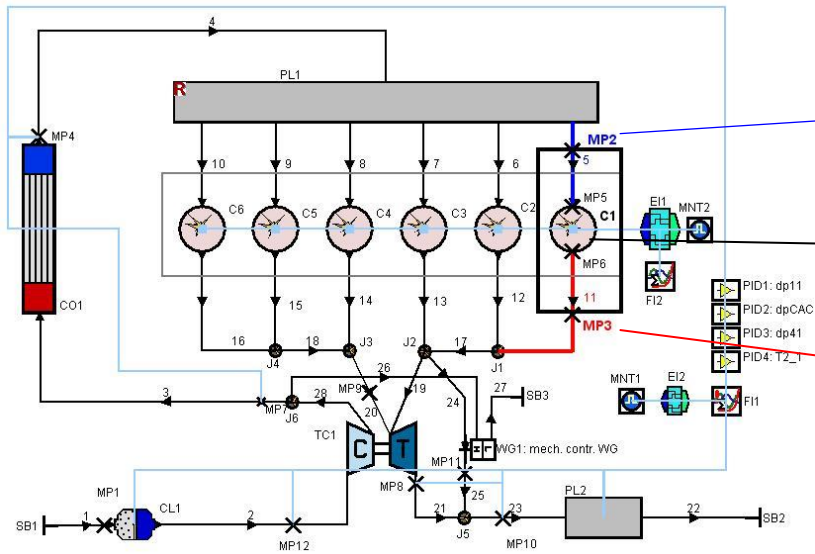 4
R
PL1
MP4
MP2
10
9
8
7
6
5
MP5
C6
C5
C4
C3
C2
C1
EI1
MNT2
MP6
FI2
PID1: dp11
PID2: dpCAC
PID3: dp41
PID4: T2_1
CO1
15
14
13
12
11
MP3
16
18
J3
J2
17
J4
J1
26
3
MP7
J6
28
MP9
20
19
24
27
SB3
MNT1
EI2
FI1
TC1
C
T
WG1: mech. contr. WG
MP11
MP8
25
PL2
MP1
CL1
SB1
1
2
MP12
21
J5
23
MP10
22
SB2